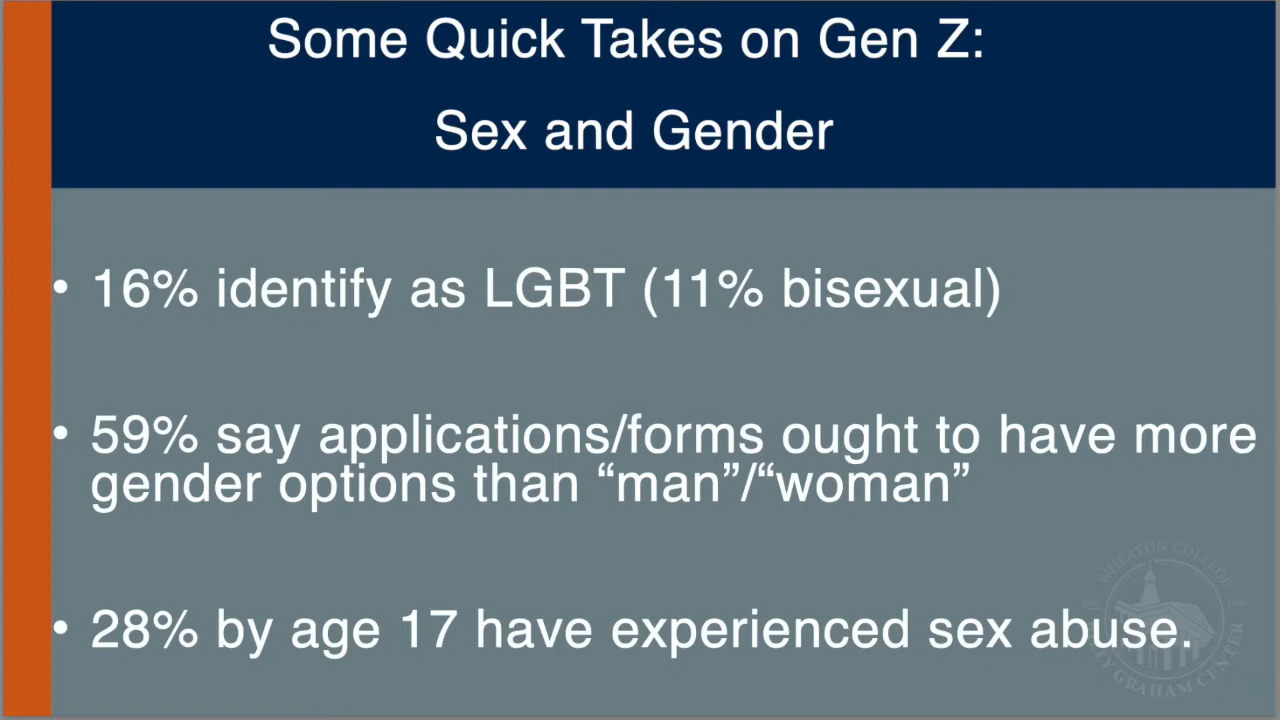 Some Quick Takes on Gen Z:
Sex and Gender
• 16% identify as LGBT (11% bisexual)
• 59% say applications/forms ought to have more
gender options than “man”/“woman”
• 28% by age 17 have experienced sex abuse.
WHEATON COLLEGE
GRAHAM CENTER